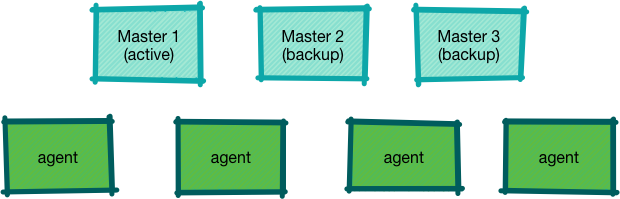 Master 1
(active)
Master 2
(backup)
Master 3
(backup)
agent
agent
agent
agent